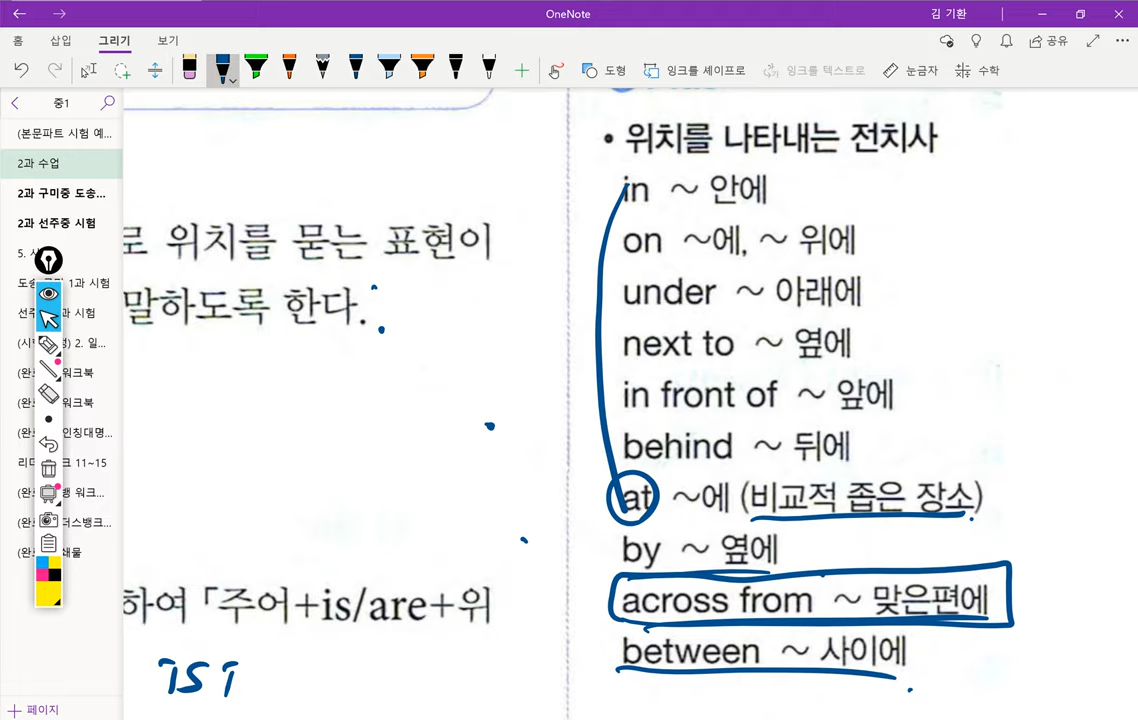 OneNote
김 기환
홈 삽입 그리기 보기
공유
도형 잉크를 셰이프로 잉크를 텍스트로 눈금자 수학
중1
(본문파트 시험 예...
2과 수업
2과 구미중 도송...
2과 선주중 시험
5.
1과 시험
과 시험
2. 일...
워크북
워크북
인칭대명...
11~15
워크...
더스뱅크...
페이지
로 위치를 묻는 표현이
말하도록 한다.
하여 「주어+is/are+위
• 위치를 나타내는 전치사
in ~ 안에
on ~에, ~ 위에
under ~ 아래에
next to ~ 옆에
in front of ~ 앞에
behind ~ 뒤에
at ~에 (비교적 좁은 장소)
by ~ 옆에
across from ~ 맞은편에
between ~ 사이에